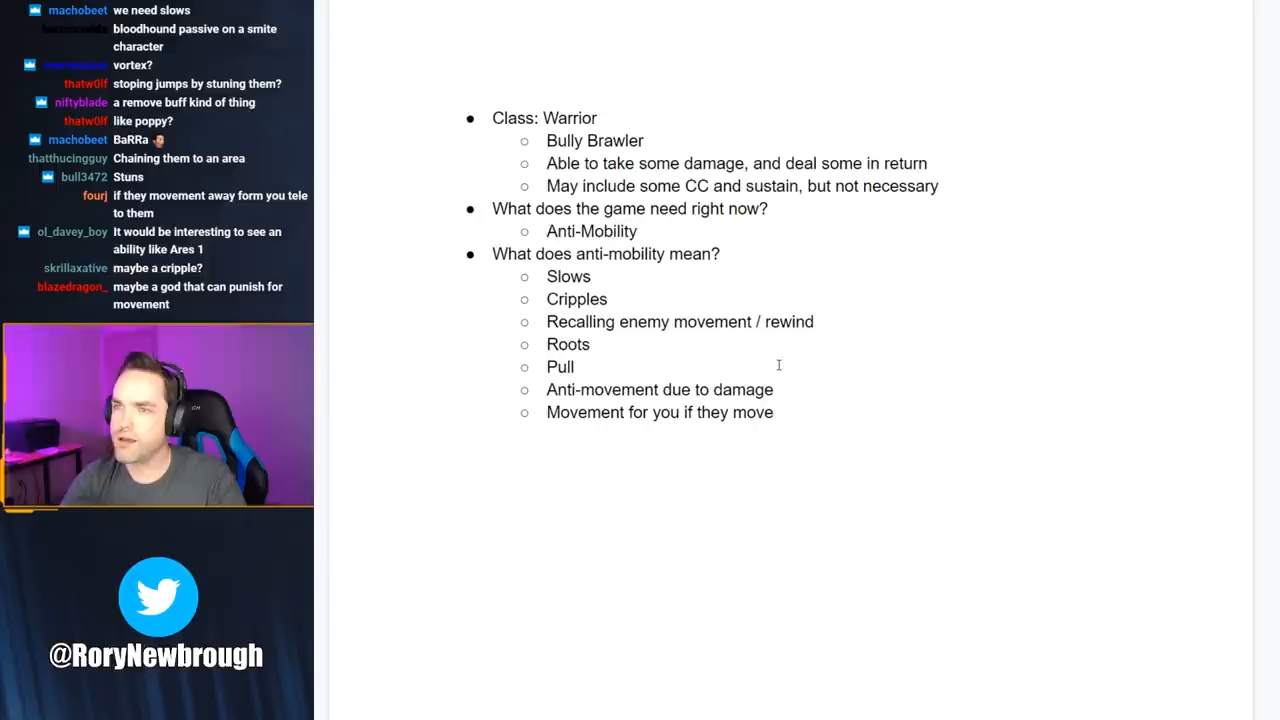 machobeet we need slows
bloodhound passive on a smite
character
vortex?
thatw0lf stoping jumps by stuning them?
niftyblade a remove buff kind of thing
thatw0lf like poppy?
machobeet BaRRa
thatthucingguy Chaining them to an area
bull3472 Stuns
fourj if they movement away form you tele
to them
ol_davey_boy It would be interesting to see an
ability like Ares 1
skrillaxative maybe a cripple?
blazedragon_ maybe a god that can punish for
movement
@RoryNewbrough
● Class: Warrior
○ Bully Brawler
○ Able to take some damage, and deal some in return
○ May include some CC and sustain, but not necessary
● What does the game need right now?
○ Anti-Mobility
● What does anti-mobility mean?
○ Slows
○ Cripples
○ Recalling enemy movement / rewind
○ Roots
○ Pull
○ Anti-movement due to damage
○ Movement for you if they move